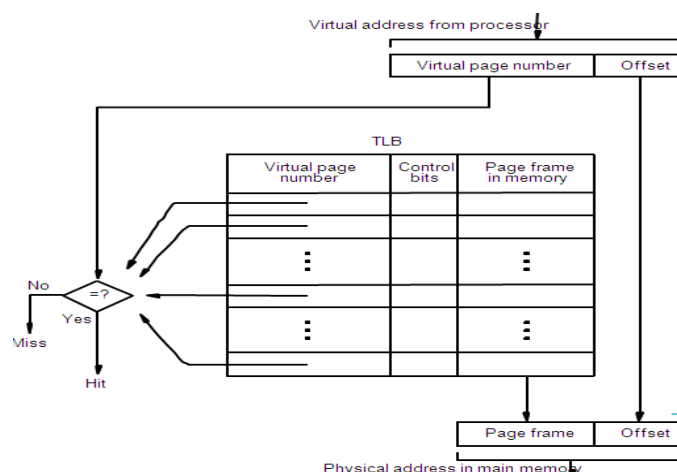 Virtual address from processor
Virtual page number Offset
TLB
Virtual page number Control bits Page frame in memory
No
=?
Yes
Miss
Hit
Page frame Offset
Physical address in main memory